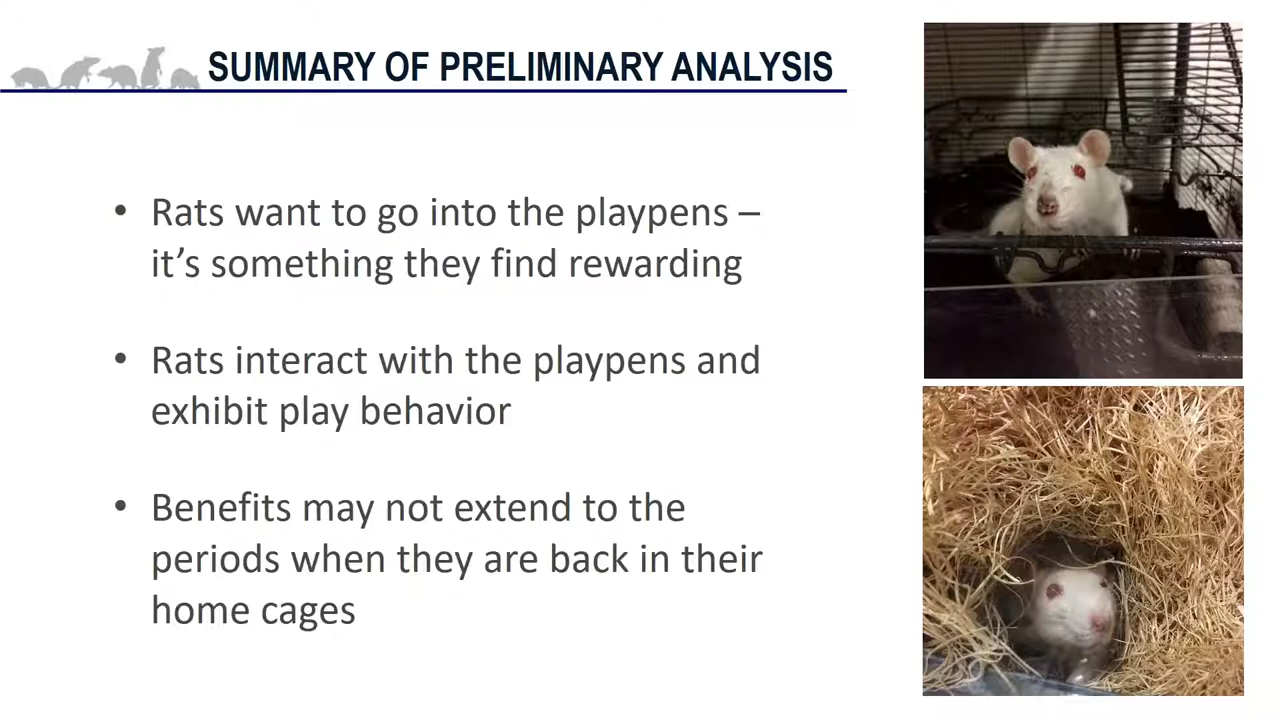 SUMMARY OF PRELIMINARY ANALYSIS
• Rats want to go into the playpens –
it’s something they find rewarding
• Rats interact with the playpens and
exhibit play behavior
• Benefits may not extend to the
periods when they are back in their
home cages